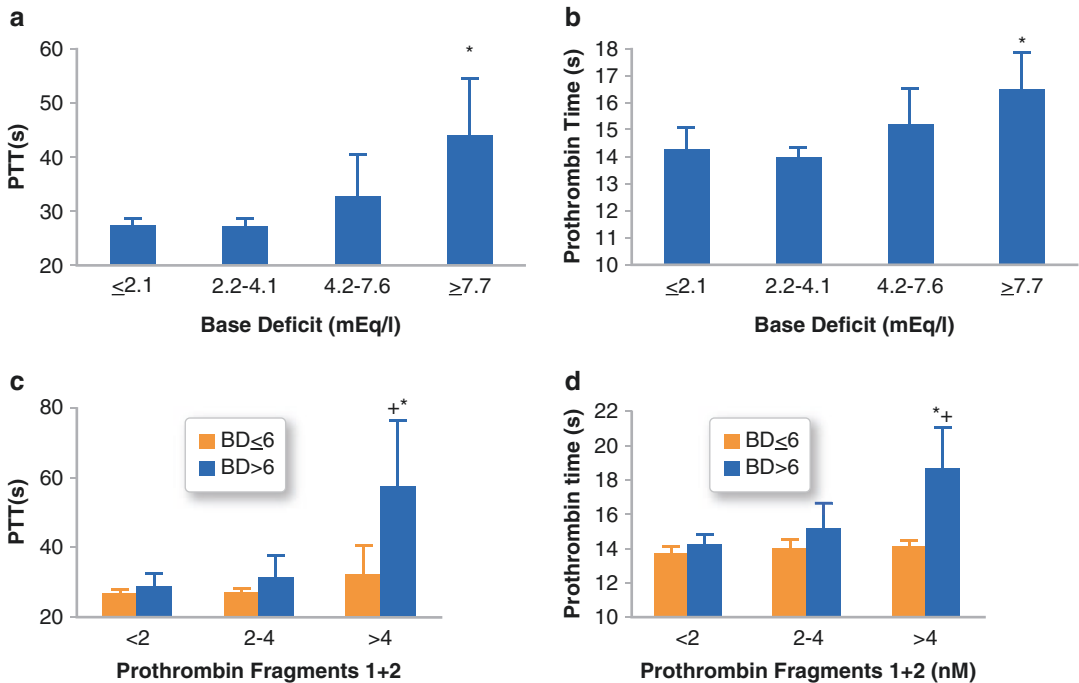 a
60
50
40
30
20
PTT(s)
*
≤2.1 2.2-4.1 4.2-7.6 ≥7.7
Base Deficit (mEq/l)
b
18
17
16
15
14
13
12
11
10
Prothrombin Time (s)
*
≤2.1 2.2-4.1 4.2-7.6 ≥7.7
Base Deficit (mEq/l)
c
80
60
40
20
PTT(s)
BD≤6
BD>6
+*
<2 2-4 >4
Prothrombin Fragments 1+2
d
22
20
18
16
14
12
10
Prothrombin time (s)
BD≤6
BD>6
*+
<2 2-4 >4
Prothrombin Fragments 1+2 (nM)